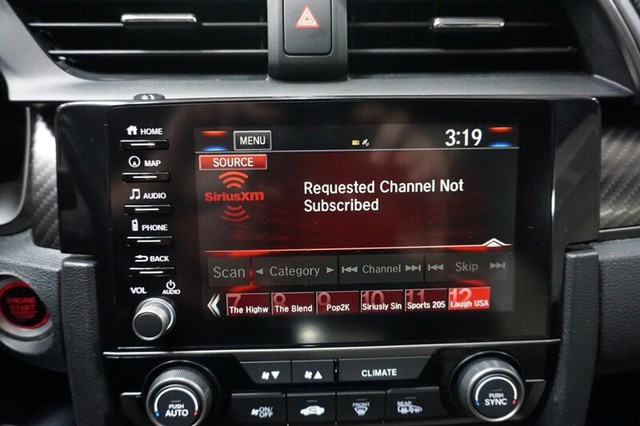 HOME
MENU
3:19
SOURCE
MAP
SiriusXm
Requested Channel Not
Subscribed
AUDIO
PHONE
BACK
Scan
Category
Channel
Skip
VOL
AUDIO
7 8 9 10 11 12
The Highw The Blend Pop2K Siriusly Sin Sports 205 Laugh USA
ENGINE
START
STOP
CLIMATE
PUSH
AUTO
ON/
OFF
FRONT
REAR
PUSH
SYNC